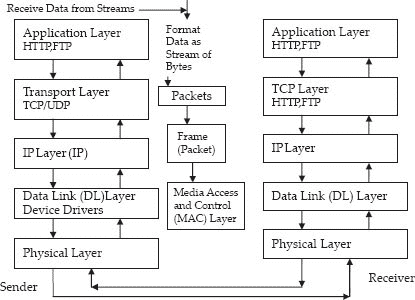 Receive Data from Streams
Application Layer
HTTP,FTP
Transport Layer
TCP/UDP
IP Layer (IP)
Data Link (DL)Layer
Device Drivers
Physical Layer
Sender
Format
Data as
Stream of
Bytes
Packets
Frame
(Packet)
Media Access
and Control
(MAC) Layer
Application Layer
HTTP,FTP
TCP Layer
HTTP,FTP
IP Layer
Data Link (DL) Layer
Physical Layer
Receiver